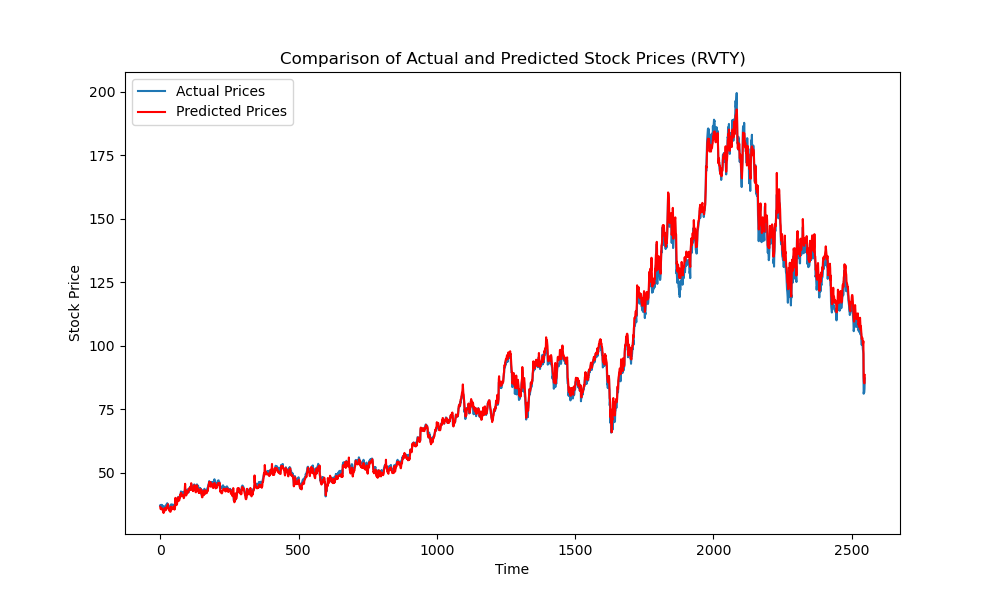 Comparison of Actual and Predicted Stock Prices (RVTY)
Actual Prices
Predicted Prices
200
175
150
125
100
75
50
Stock Price
0 500 1000 1500 2000 2500
Time